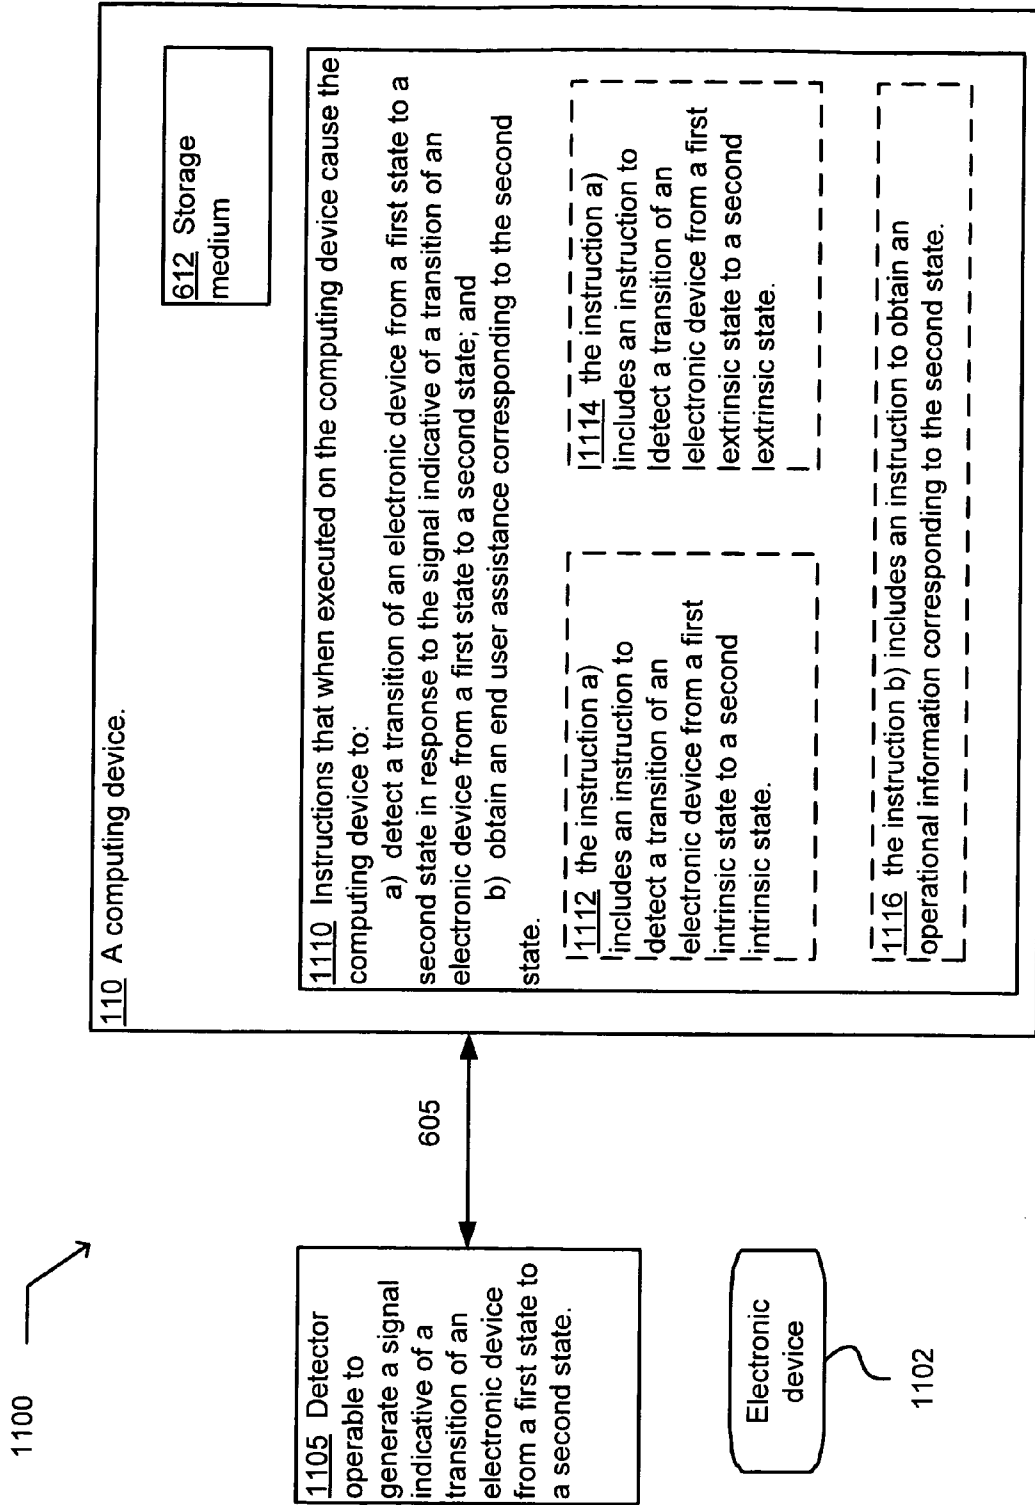 1100
110 A computing device.
612 Storage
medium
1110 Instructions that when executed on the computing device cause the
computing device to:
a) detect a transition of an electronic device from a first state to a
second state in response to the signal indicative of a transition of an
electronic device from a first state to a second state; and
b) obtain an end user assistance corresponding to the second
state.
1112 the instruction a)
includes an instruction to
detect a transition of an
electronic device from a first
intrinsic state to a second
intrinsic state.
1114 the instruction a)
includes an instruction to
detect a transition of an
electronic device from a first
extrinsic state to a second
extrinsic state.
1116 the instruction b) includes an instruction to obtain an
operational information corresponding to the second state.
605
1105 Detector
operable to
generate a signal
indicative of a
transition of an
electronic device
from a first state to
a second state.
Electronic
device
1102